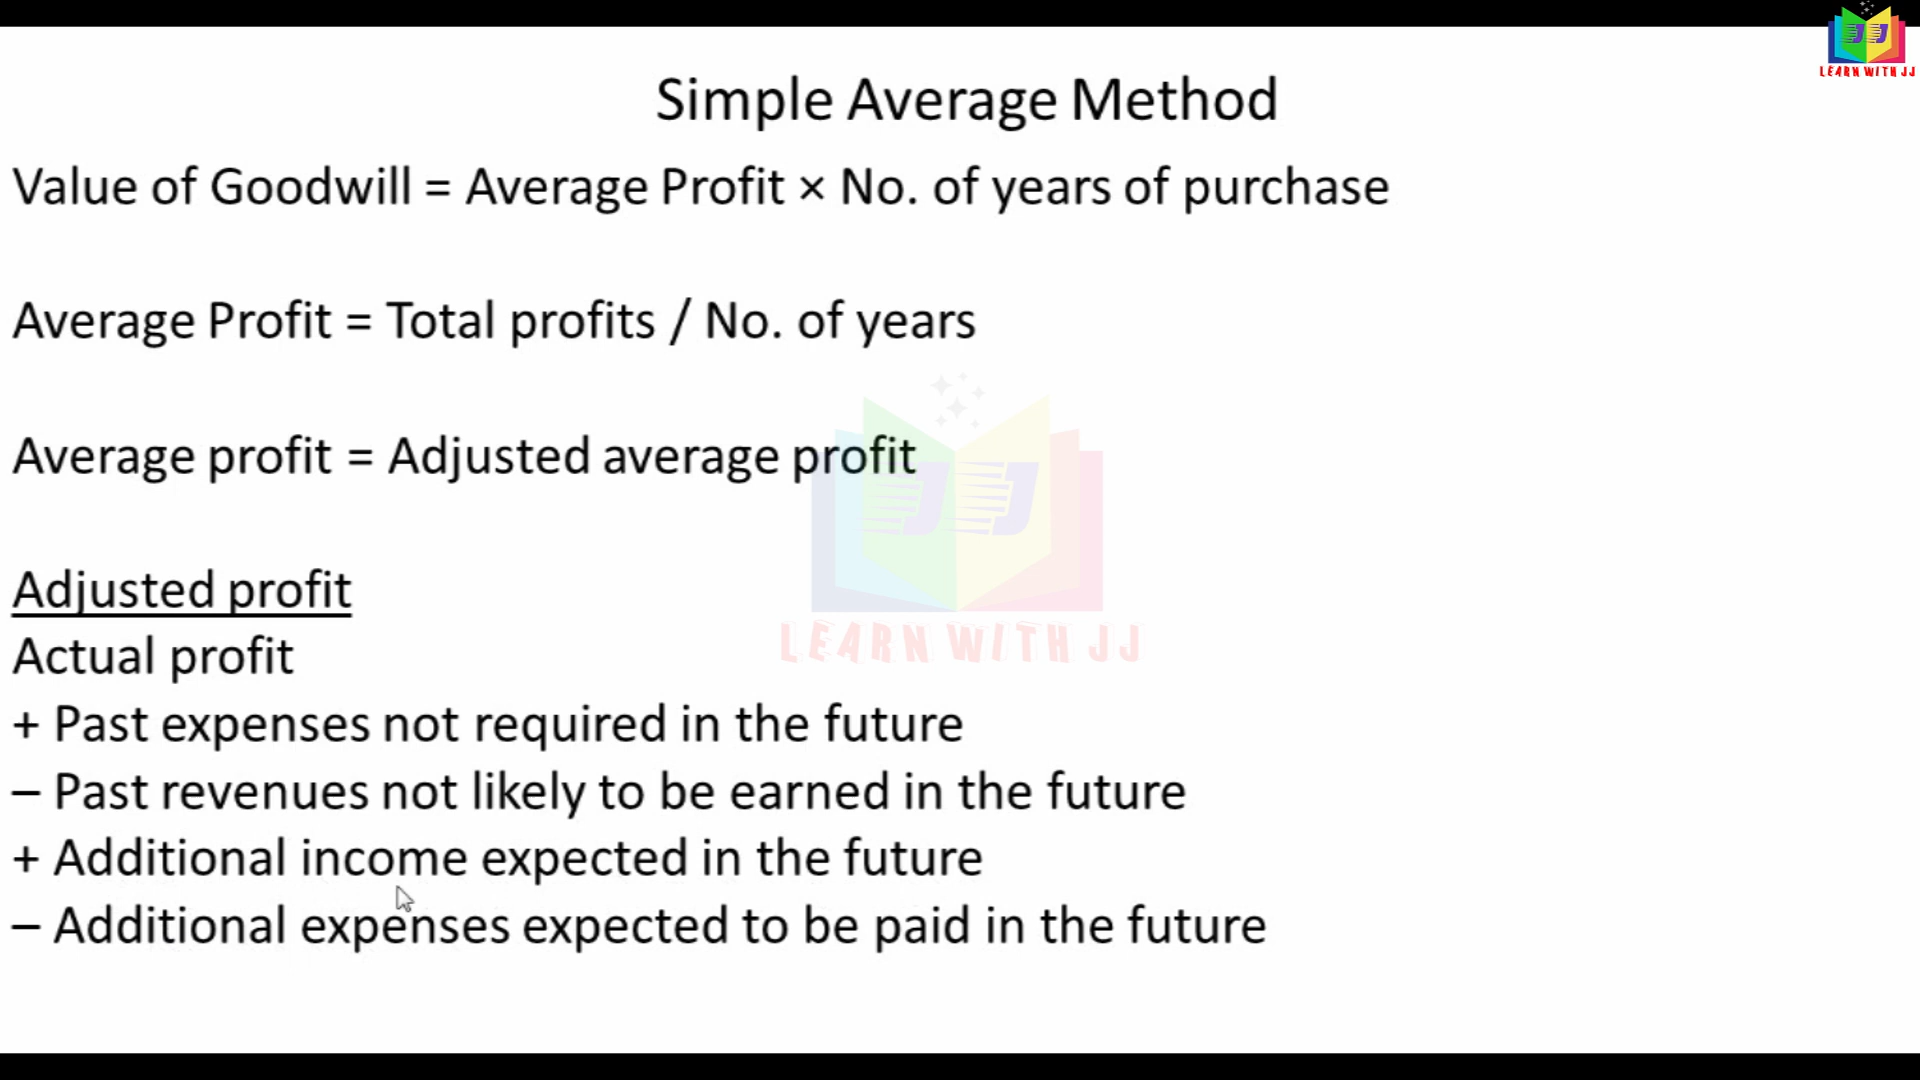 LEARN WITH JJ
Simple Average Method
Value of Goodwill = Average Profit × No. of years of purchase
Average Profit = Total profits / No. of years
Average profit = Adjusted average profit
JJ
LEARN WITH JJ
Adjusted profit
Actual profit
+ Past expenses not required in the future
– Past revenues not likely to be earned in the future
+ Additional income expected in the future
– Additional expenses expected to be paid in the future